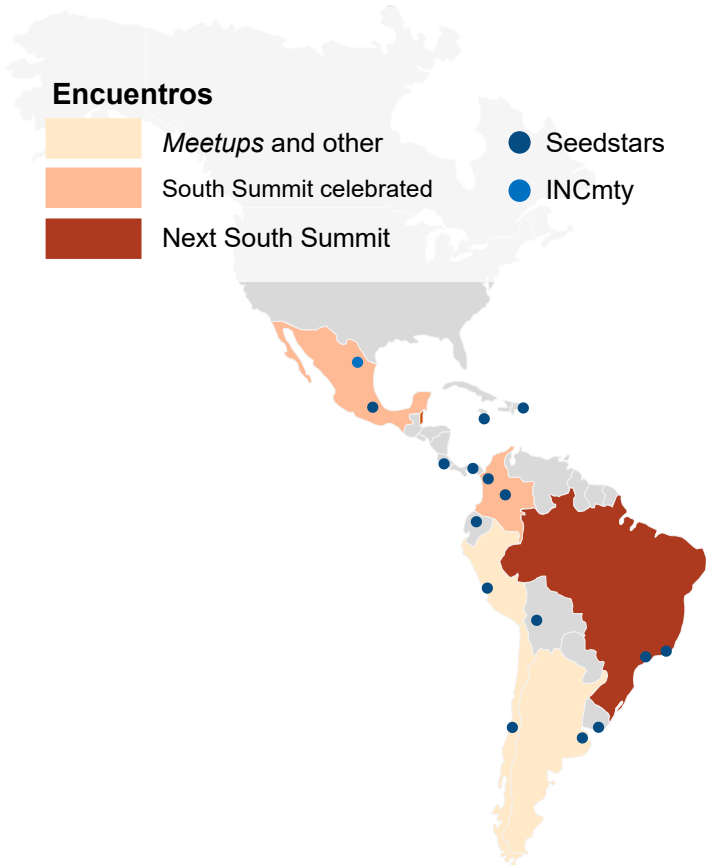 Encuentros
Meetups and other
South Summit celebrated
Next South Summit
Seedstars
INCmty